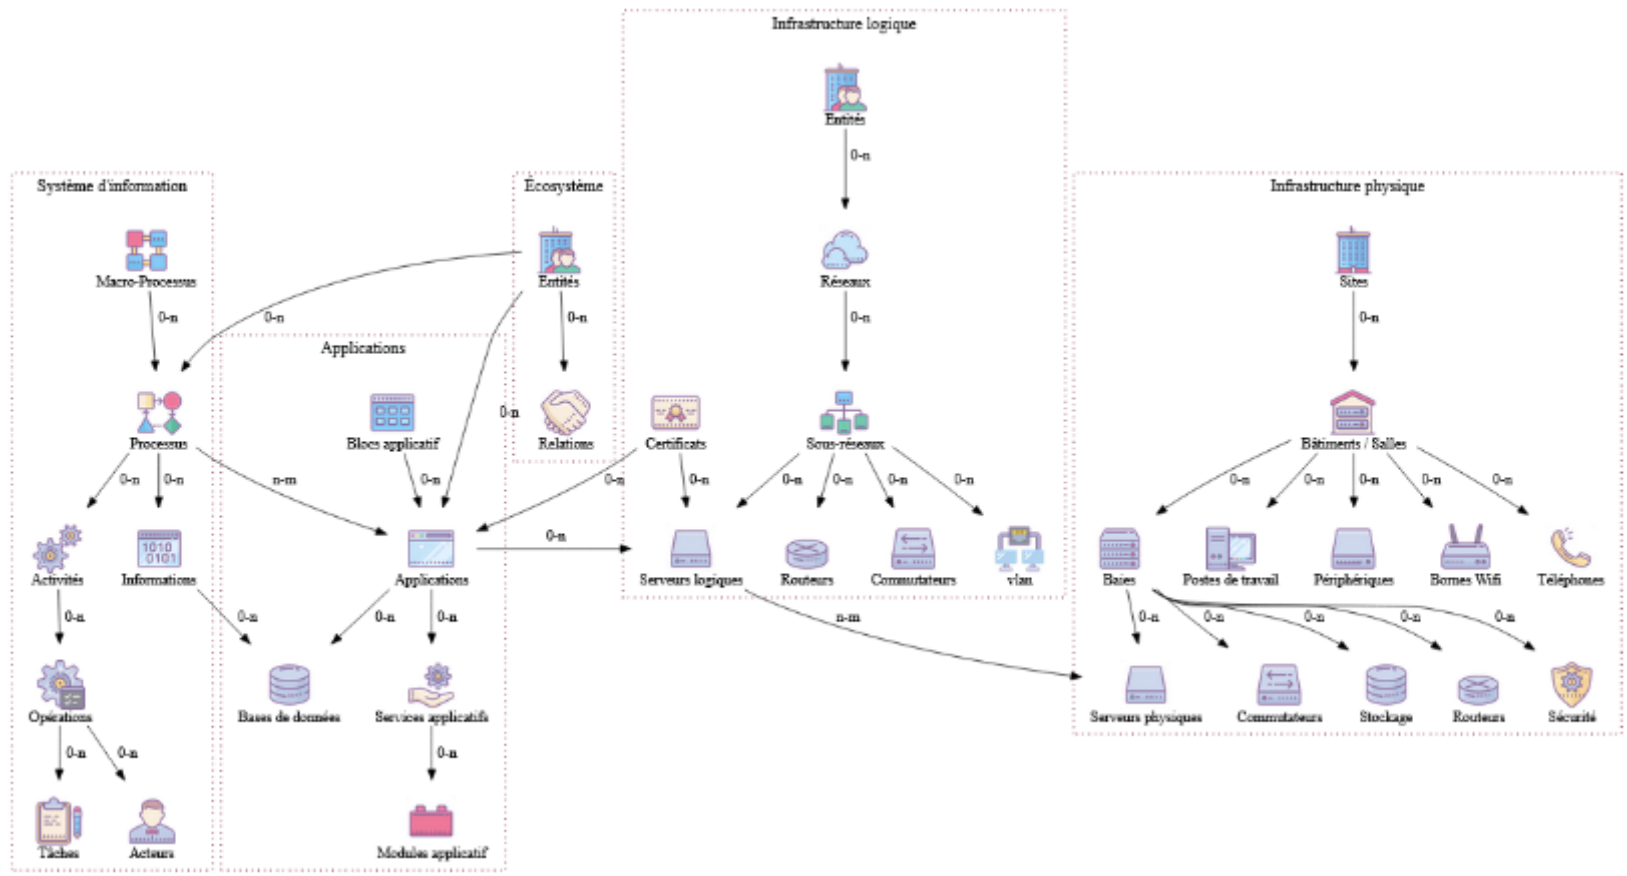 Infrastructure logique
Entités
0-n
Système d'information
Écosystème
Infrastructure physique
Macro-Processus
Entités
Réseaux
Sites
0-n
0-n
0-n
0-n
0-n
Applications
Processus
Blocs applicatif
0-n
Relations
Certificats
Sous-réseaux
Bâtiments / Salles
0-n
0-n
n-m
0-n
0-n
0-n
0-n
0-n
0-n
0-n
0-n
0-n
0-n
0-n
0-n
0-n
Activités
Informations
Applications
Serveurs logiques
Routeurs
Commutateurs
vlan
Baies
Postes de travail
Périphériques
Bornes Wifi
Téléphones
0-n
0-n
0-n
0-n
n-m
0-n
0-n
0-n
0-n
0-n
Opérations
Bases de données
Services applicatifs
Serveurs physiques
Commutateurs
Stockage
Routeurs
Sécurité
0-n
0-n
0-n
Tâches
Acteurs
Modules applicatif